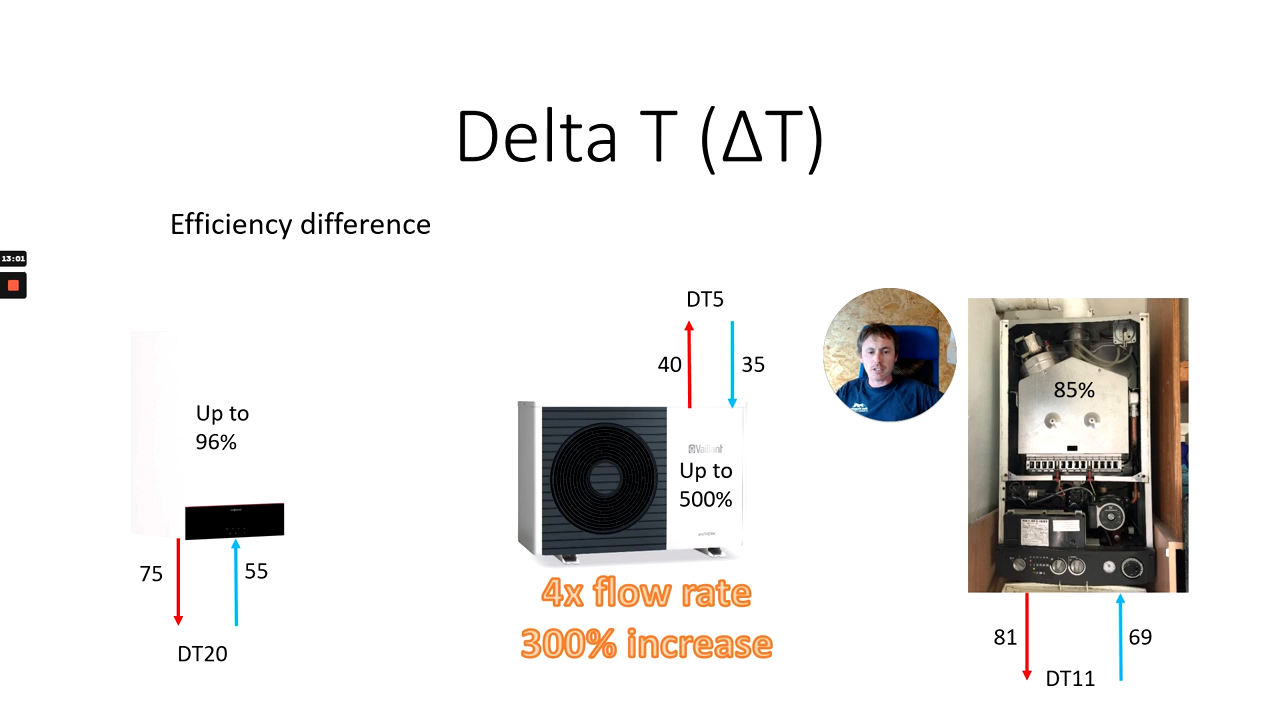 Delta T (ΔT)
Efficiency difference
13:01
DT5
40
35
Up to
96%
Vaillant
Up to
500%
85%
75
55
DT20
4x flow rate
300% increase
81
69
DT11